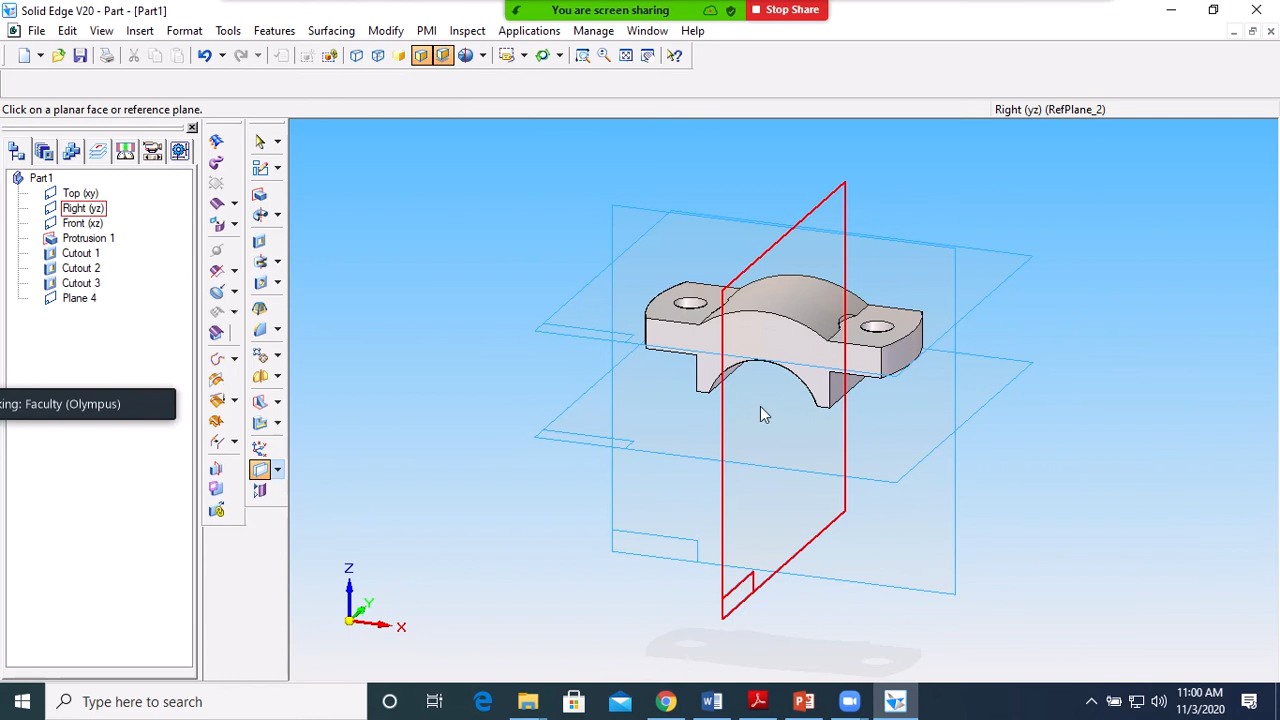 Solid Edge V20 - Part - [Part1]
You are screen sharing
Stop Share
File Edit View Insert Format Tools Features Surfacing Modify PMI Inspect Applications Manage Window Help
Click on a planar face or reference plane.
Right (yz) (RefPlane_2)
Part1
Top (xy)
Right (yz)
Front (xz)
Protrusion 1
Cutout 1
Cutout 2
Cutout 3
Plane 4
king: Faculty (Olympus)
Z
Y
X
Type here to search
11:00 AM
11/3/2020